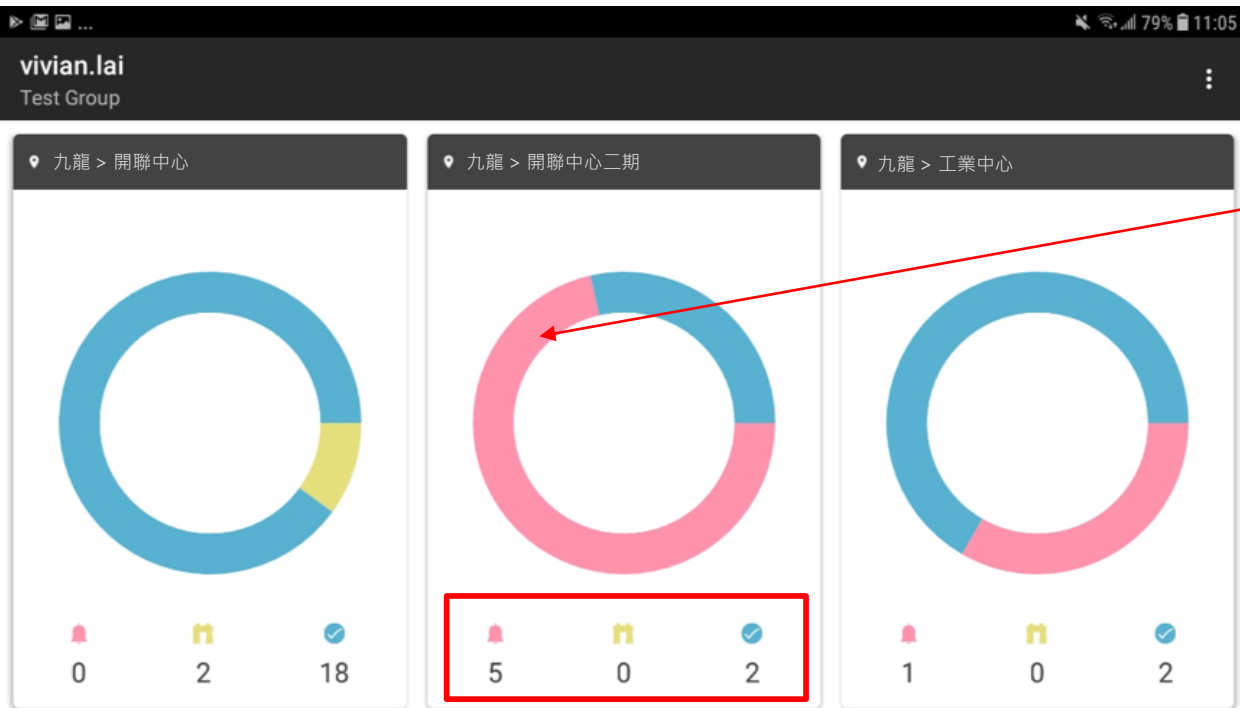 ... 79% 11:05
vivian.lai
Test Group
九龍 > 開聯中心
九龍 > 開聯中心二期
九龍 > 工業中心
0 2 18
5 0 2
1 0 2